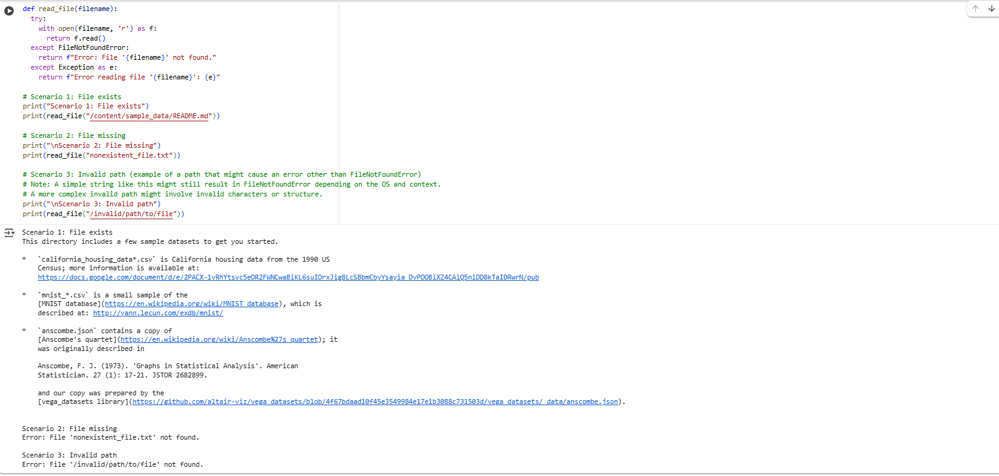 def read_file(filename):
  try:
    with open(filename, 'r') as f:
      return f.read()
  except FileNotFoundError:
    return f"Error: File '{filename}' not found."
  except Exception as e:
    return f"Error reading file '{filename}': {e}"

# Scenario 1: File exists
print("Scenario 1: File exists")
print(read_file("/content/sample_data/README.md"))

# Scenario 2: File missing
print("\nScenario 2: File missing")
print(read_file("nonexistent_file.txt"))

# Scenario 3: Invalid path (example of a path that might cause an error other than FileNotFoundError)
# Note: A simple string like this might still result in FileNotFoundError depending on the OS and context.
# A more complex invalid path might involve invalid characters or structure.
print("\nScenario 3: Invalid path")
print(read_file("/invalid/path/to/file"))
Scenario 1: File exists
This directory includes a few sample datasets to get you started.

*   `california_housing_data*.csv` is California housing data from the 1990 US
    Census; more information is available at:
    https://docs.google.com/document/d/e/2PACX-1vRhYtsvc5eOR2FWNCwaBiKL6suIOrxJig8LcSBbmCbyYsayia_DvPOOBlXZ4CAlQ5nlDD8kTaIDRwrN/pub

*   `mnist_*.csv` is a small sample of the
    [MNIST database](https://en.wikipedia.org/wiki/MNIST_database), which is
    described at: http://yann.lecun.com/exdb/mnist/

*   `anscombe.json` contains a copy of
    [Anscombe's quartet](https://en.wikipedia.org/wiki/Anscombe%27s_quartet); it
    was originally described in

    Anscombe, F. J. (1973). 'Graphs in Statistical Analysis'. American
    Statistician. 27 (1): 17-21. JSTOR 2682899.

    and our copy was prepared by the
    [vega_datasets library](https://github.com/altair-viz/vega_datasets/blob/4f67bdaad10f45e3549984e17e1b3088c731503d/vega_datasets/_data/anscombe.json).

Scenario 2: File missing
Error: File 'nonexistent_file.txt' not found.

Scenario 3: Invalid path
Error: File '/invalid/path/to/file' not found.